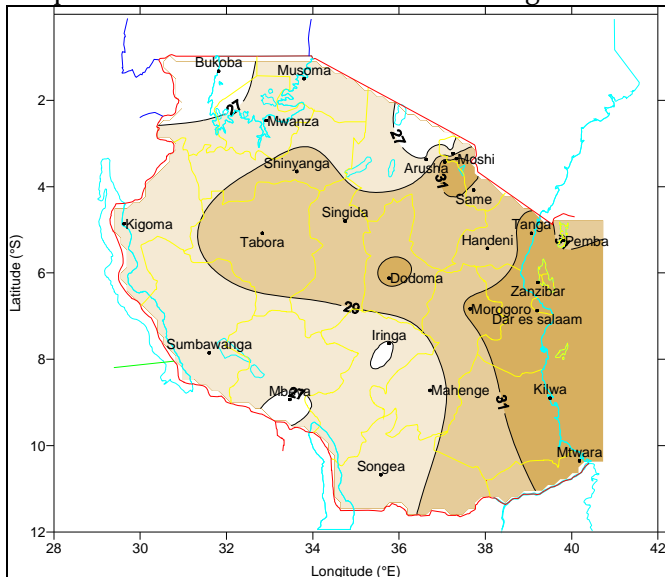 Bukoba
Musoma
2
27
Mwanza
27
Moshi
Shinyanga
Arusha
31
4
Same
Singida
Kigoma
Tanga
Tabora
Handeni
Pemba
6
Dodoma
Zanzibar
29
Morogoro
Dar es salaam
Iringa
Sumbawanga
8
27
Mahenge
Kilwa
31
10
Mtwara
Songea
12
28
30
32
34
36
38
40
42
Latitude (°S)
Longitude (°E)